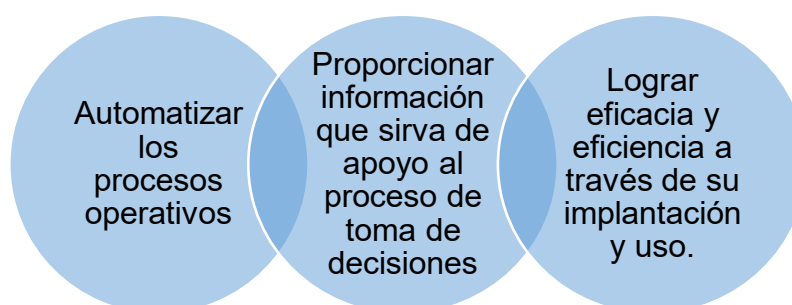 Automatizar
los
procesos
operativos
Proporcionar
información
que sirva de
apoyo al
proceso de
toma de
decisiones
Lograr
eficacia y
eficiencia a
través de su
implantación
y uso.